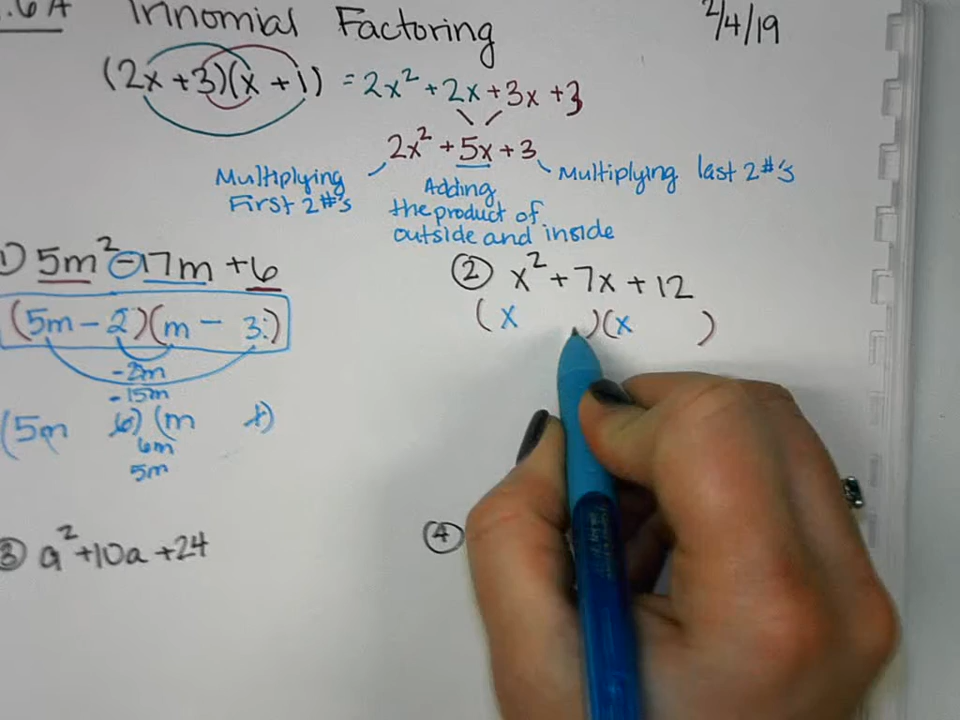 .6A Trinomial Factoring 2/4/19
(2x+3)(x+1) = 2x² + 2x + 3x + 3
2x² + 5x + 3
Multiplying First 2 #'s
Adding the product of outside and inside
Multiplying last 2 #'s
1) 5m² - 17m + 6
(5m - 2)(m - 3)
-2m
-15m
(5m 6)(m 1)
6m
5m
② x² + 7x + 12
(x )(x )
③ a² + 10a + 24
④